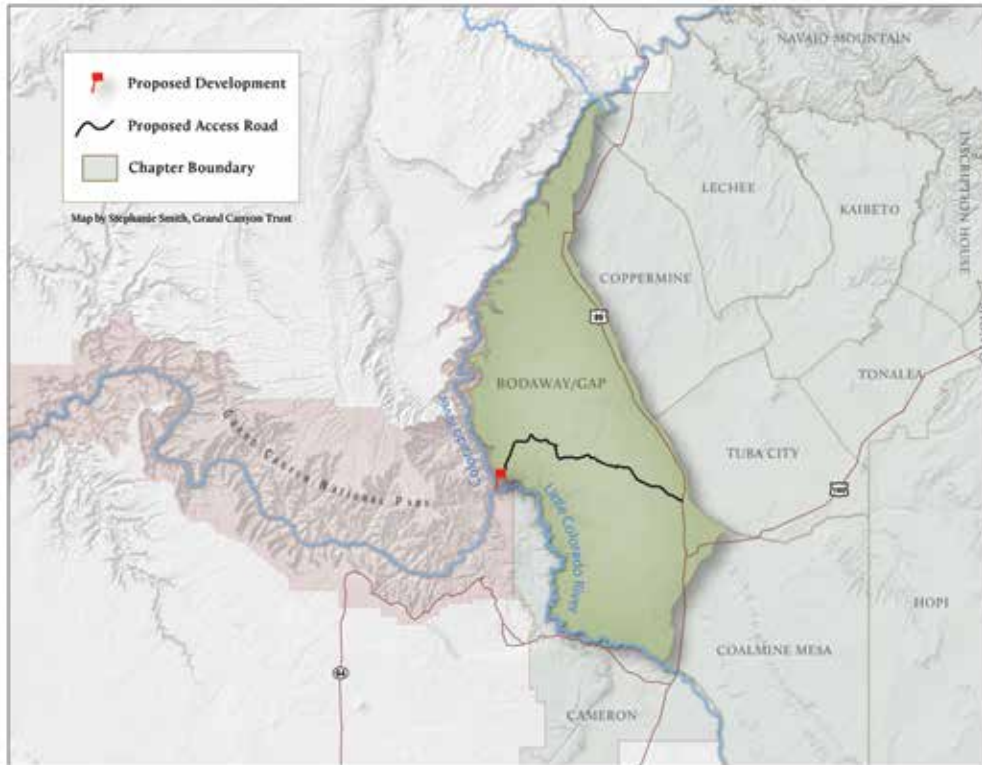 Proposed Development
Proposed Access Road
Chapter Boundary
Map by Stephanie Smith, Grand Canyon Trust
NAVAJO MOUNTAIN
INSCRIPTION HOUSE
LECHEE
KAIBETO
COPPERMINE
89
BODAWAY/GAP
TONALEA
TUBA CITY
160
Grand Canyon National Park
Colorado River
Little Colorado River
HOPI
COALMINE MESA
64
CAMERON